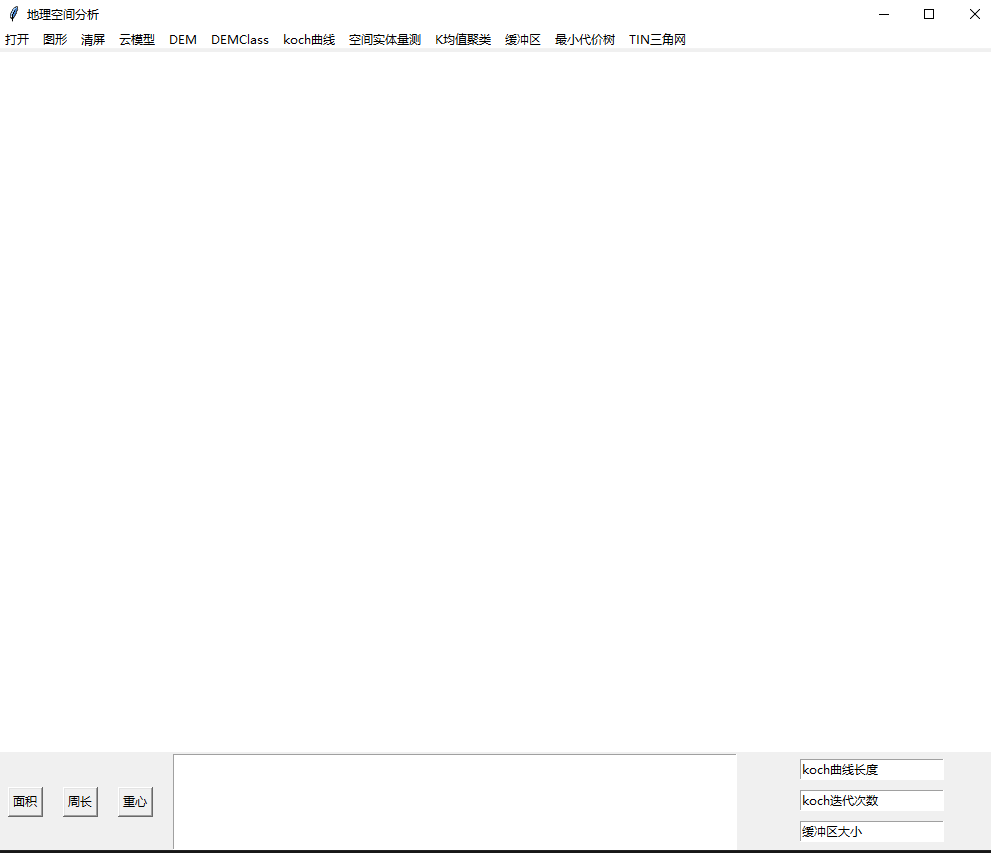 地理空间分析
打开 图形 清屏 云模型 DEM DEMClass koch曲线 空间实体量测 K均值聚类 缓冲区 最小代价树 TIN三角网
koch曲线长度
面积 周长 重心 koch迭代次数
缓冲区大小